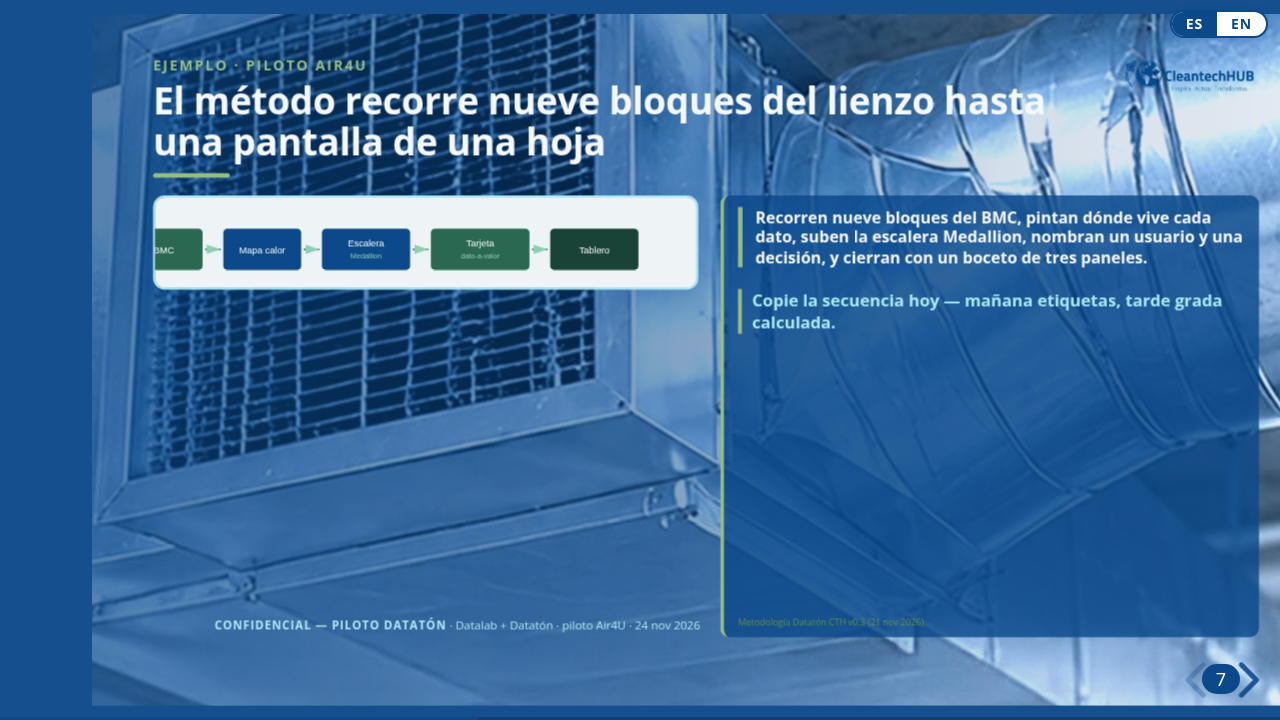 ES EN
CleantechHUB
Inspira. Actúa. Transforma.
EJEMPLO · PILOTO AIR4U
El método recorre nueve bloques del lienzo hasta
una pantalla de una hoja
BMC
Mapa calor
Escalera
Medallion
Tarjeta
dato-a-valor
Tablero
Recorren nueve bloques del BMC, pintan dónde vive cada
dato, suben la escalera Medallion, nombran un usuario y una
decisión, y cierran con un boceto de tres paneles.
Copie la secuencia hoy — mañana etiquetas, tarde grada
calculada.
Metodología Datatón CTH v0.3 (21 nov 2026)
CONFIDENCIAL — PILOTO DATATÓN · Datalab + Datatón · piloto Air4U · 24 nov 2026
7